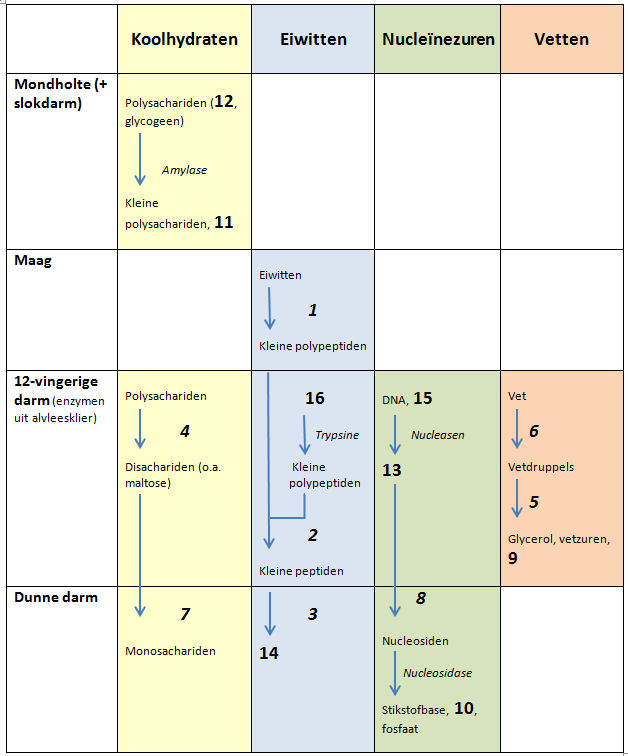 Koolhydraten
Eiwitten
Nucleïnezuren
Vetten
Mondholte (+
slokdarm)
Polysachariden (12,
glycogeen)
Amylase
Kleine
polysachariden, 11
Maag
Eiwitten
1
Kleine polypeptiden
12-vingerige
darm (enzymen
uit alvleesklier)
Polysachariden
4
Disachariden (o.a.
maltose)
16
Trypsine
Kleine
polypeptiden
2
Kleine peptiden
DNA, 15
Nucleasen
13
Vet
6
Vetdruppels
5
Glycerol, vetzuren,
9
Dunne darm
7
Monosachariden
3
14
8
Nucleosiden
Nucleosidase
Stikstofbase, 10,
fosfaat